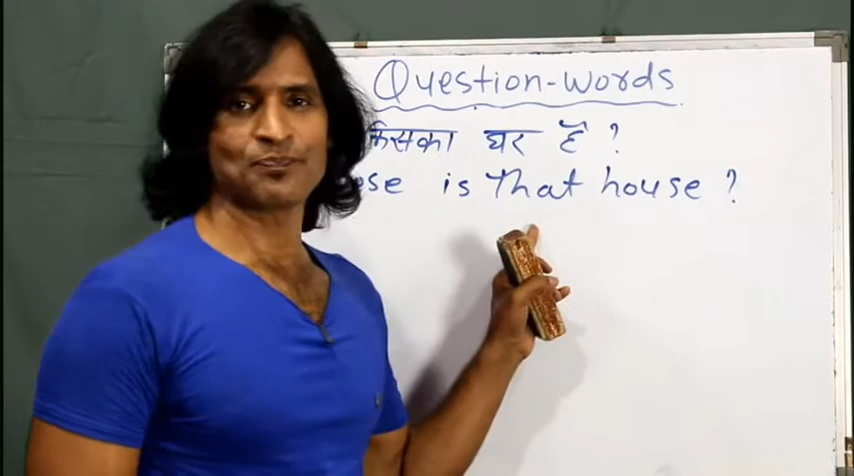 Question-words
किसका घर है ?
is That house ?